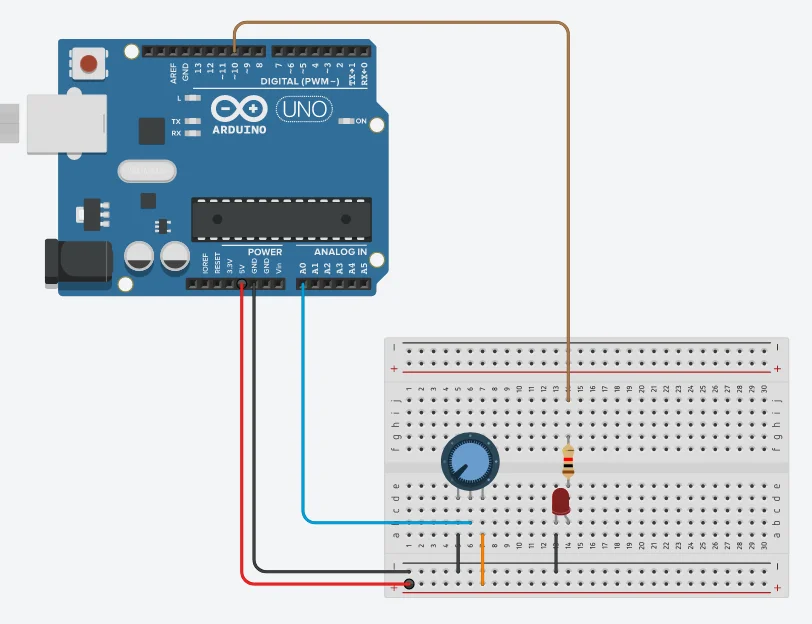 AREF GND 13 12 ~11 ~10 ~9 8 7 ~6 ~5 4 ~3 2 TX→1 RX←0
DIGITAL (PWM~)
L
TX
RX
UNO
ON
ARDUINO
POWER ANALOG IN
IOREF RESET 3.3V 5V GND GND Vin A0 A1 A2 A3 A4 A5
− −
+ +
1 2 3 4 5 6 7 8 9 10 11 12 13 14 15 16 17 18 19 20 21 22 23 24 25 26 27 28 29 30
j j
i i
h h
g g
f f
e e
d d
c c
b b
a a
1 2 3 4 5 6 7 8 9 10 11 12 13 14 15 16 17 18 19 20 21 22 23 24 25 26 27 28 29 30
− −
+ +